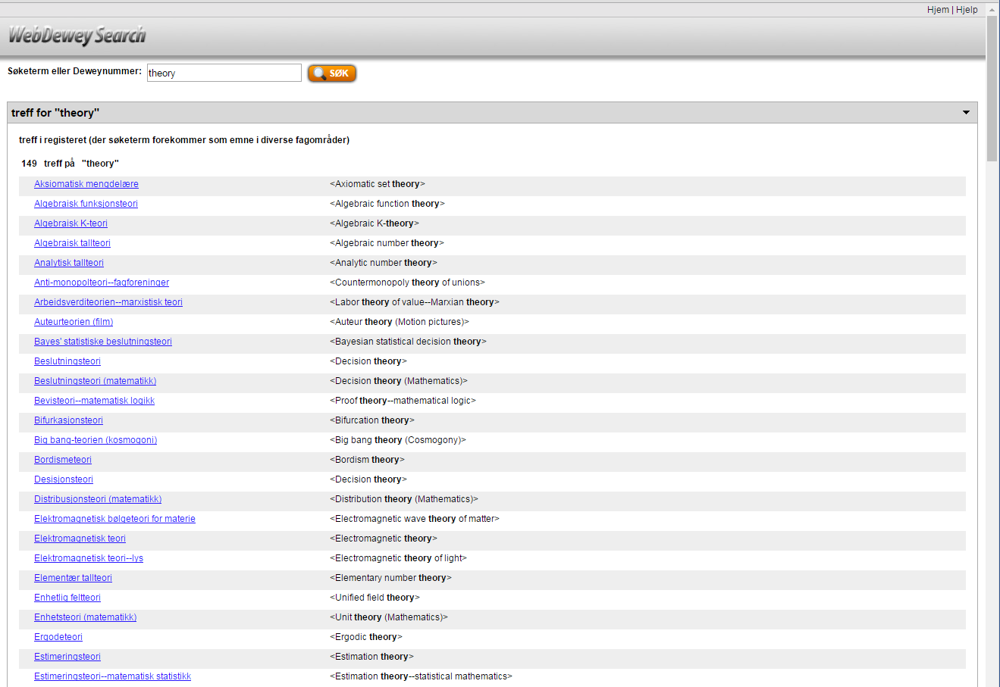 Hjem | Hjelp
WebDewey Search
Søketerm eller Deweynummer: theory SØK
treff for "theory"
treff i registeret (der søketerm forekommer som emne i diverse fagområder)
149 treff på "theory"
Aksiomatisk mengdelære <Axiomatic set theory>
Algebraisk funksjonsteori <Algebraic function theory>
Algebraisk K-teori <Algebraic K-theory>
Algebraisk tallteori <Algebraic number theory>
Analytisk tallteori <Analytic number theory>
Anti-monopolteori--fagforeninger <Countermonopoly theory of unions>
Arbeidsverditeorien--marxistisk teori <Labor theory of value--Marxian theory>
Auteurteorien (film) <Auteur theory (Motion pictures)>
Bayes' statistiske beslutningsteori <Bayesian statistical decision theory>
Beslutningsteori <Decision theory>
Beslutningsteori (matematikk) <Decision theory (Mathematics)>
Bevisteori--matematisk logikk <Proof theory--mathematical logic>
Bifurkasjonsteori <Bifurcation theory>
Big bang-teorien (kosmogoni) <Big bang theory (Cosmogony)>
Bordismeteori <Bordism theory>
Desisjonsteori <Decision theory>
Distribusjonsteori (matematikk) <Distribution theory (Mathematics)>
Elektromagnetisk bølgeteori for materie <Electromagnetic wave theory of matter>
Elektromagnetisk teori <Electromagnetic theory>
Elektromagnetisk teori--lys <Electromagnetic theory of light>
Elementær tallteori <Elementary number theory>
Enhetlig feltteori <Unified field theory>
Enhetsteori (matematikk) <Unit theory (Mathematics)>
Ergodeteori <Ergodic theory>
Estimeringsteori <Estimation theory>
Estimeringsteori--matematisk statistikk <Estimation theory--statistical mathematics>